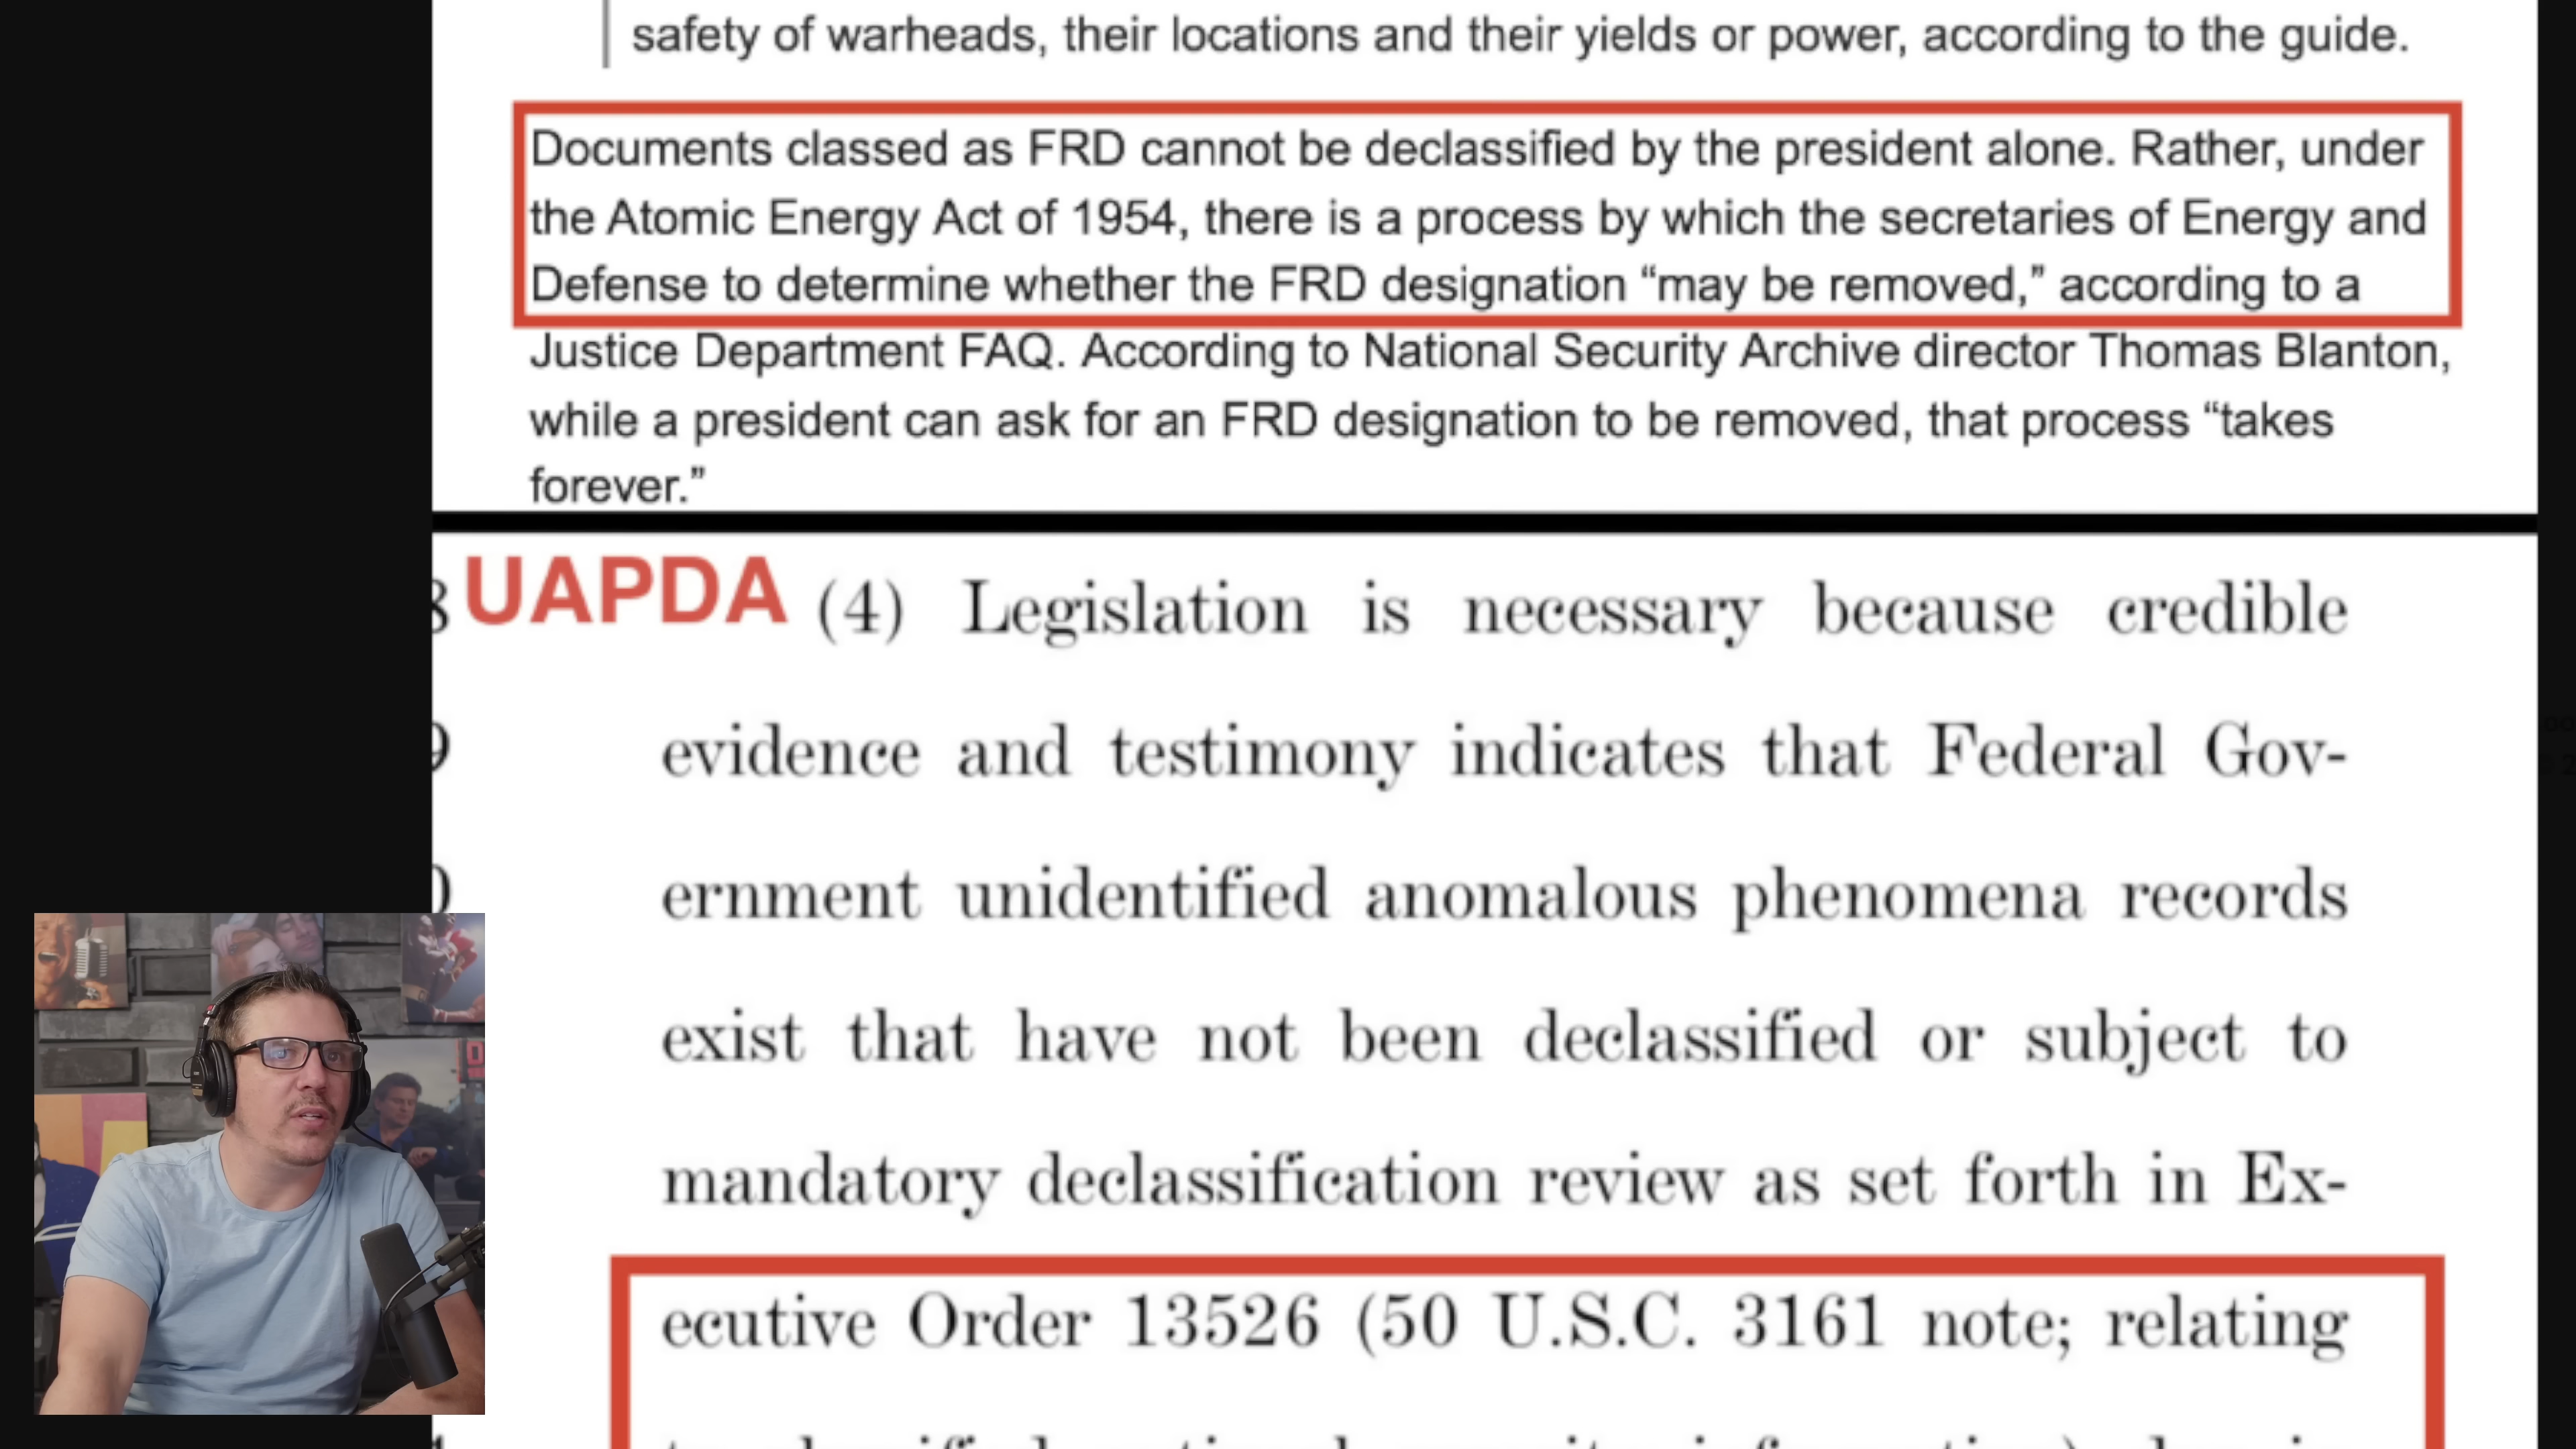 safety of warheads, their locations and their yields or power, according to the guide.
Documents classed as FRD cannot be declassified by the president alone. Rather, under
the Atomic Energy Act of 1954, there is a process by which the secretaries of Energy and
Defense to determine whether the FRD designation “may be removed,” according to a
Justice Department FAQ. According to National Security Archive director Thomas Blanton,
while a president can ask for an FRD designation to be removed, that process “takes
forever.”
8 UAPDA (4) Legislation is necessary because credible
9 evidence and testimony indicates that Federal Gov-
0 ernment unidentified anomalous phenomena records
exist that have not been declassified or subject to
mandatory declassification review as set forth in Ex-
ecutive Order 13526 (50 U.S.C. 3161 note; relating